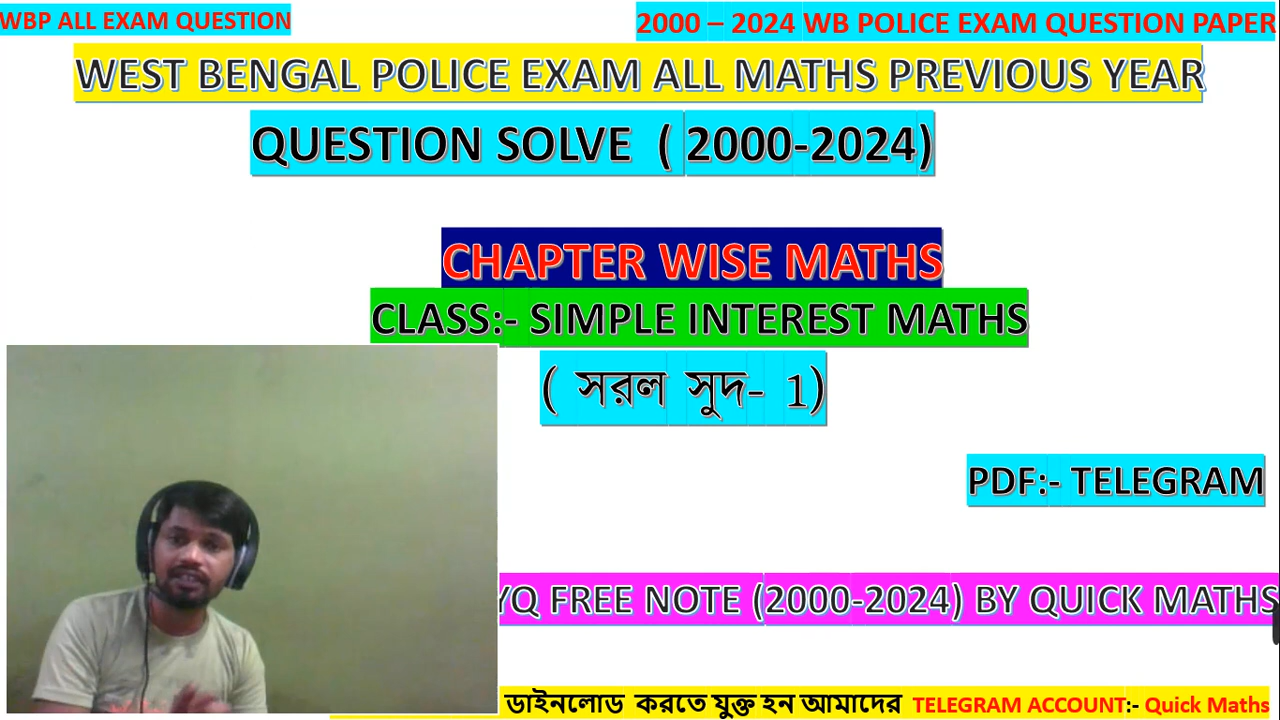 WBP ALL EXAM QUESTION
2000 – 2024 WB POLICE EXAM QUESTION PAPER
WEST BENGAL POLICE EXAM ALL MATHS PREVIOUS YEAR
QUESTION SOLVE ( 2000-2024)
CHAPTER WISE MATHS
CLASS:- SIMPLE INTEREST MATHS
( সরল সুদ- 1)
PDF:- TELEGRAM
YQ FREE NOTE (2000-2024) BY QUICK MATHS
ডাইনলোড করতে যুক্ত হন আমাদের TELEGRAM ACCOUNT:- Quick Maths